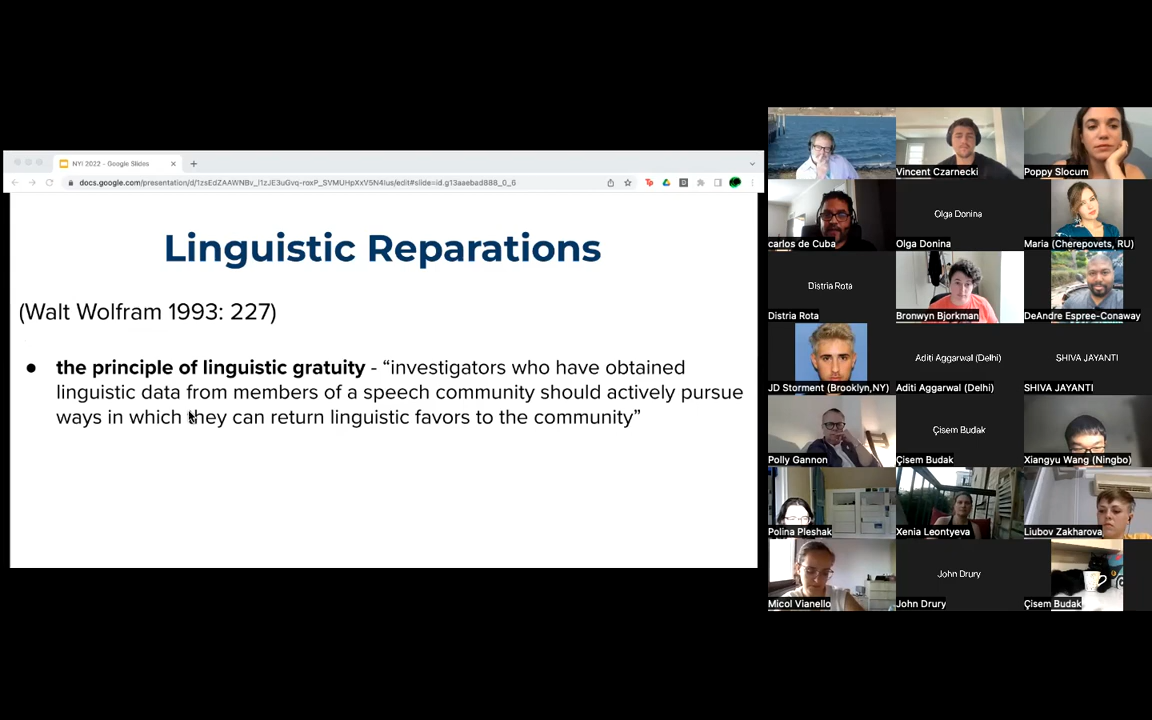 NYI 2022 - Google Slides
docs.google.com/presentation/d/1zsEdZAAWNBv_l1zJE3uGvq-roxP_SVMUHpXxV5N4Ius/edit#slide=id.g13aaebad888_0_6
Linguistic Reparations
(Walt Wolfram 1993: 227)
● the principle of linguistic gratuity - “investigators who have obtained
linguistic data from members of a speech community should actively pursue
ways in which they can return linguistic favors to the community”
Vincent Czarnecki
Poppy Slocum
carlos de Cuba
Olga Donina
Olga Donina
Maria (Cherepovets, RU)
Distria Rota
Distria Rota
Bronwyn Bjorkman
DeAndre Espree-Conaway
JD Storment (Brooklyn,NY)
Aditi Aggarwal (Delhi)
Aditi Aggarwal (Delhi)
SHIVA JAYANTI
SHIVA JAYANTI
Polly Gannon
Çisem Budak
Çisem Budak
Xiangyu Wang (Ningbo)
Polina Pleshak
Xenia Leontyeva
Liubov Zakharova
Micol Vianello
John Drury
John Drury
Çisem Budak